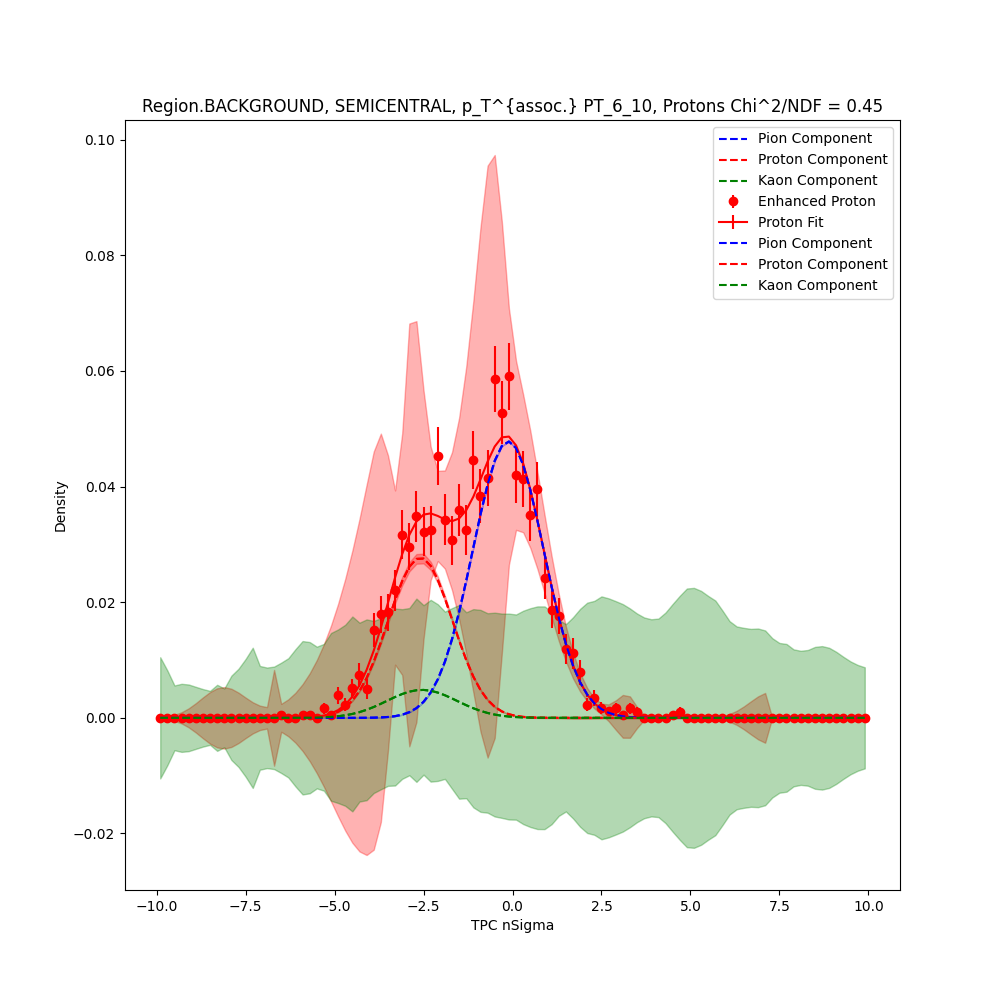 Region.BACKGROUND, SEMICENTRAL, p_T^{assoc.} PT_6_10, Protons Chi^2/NDF = 0.45
Pion Component
Proton Component
Kaon Component
Enhanced Proton
Proton Fit
Pion Component
Proton Component
Kaon Component
0.10
0.08
0.06
0.04
0.02
0.00
−0.02
Density
−10.0 −7.5 −5.0 −2.5 0.0 2.5 5.0 7.5 10.0
TPC nSigma